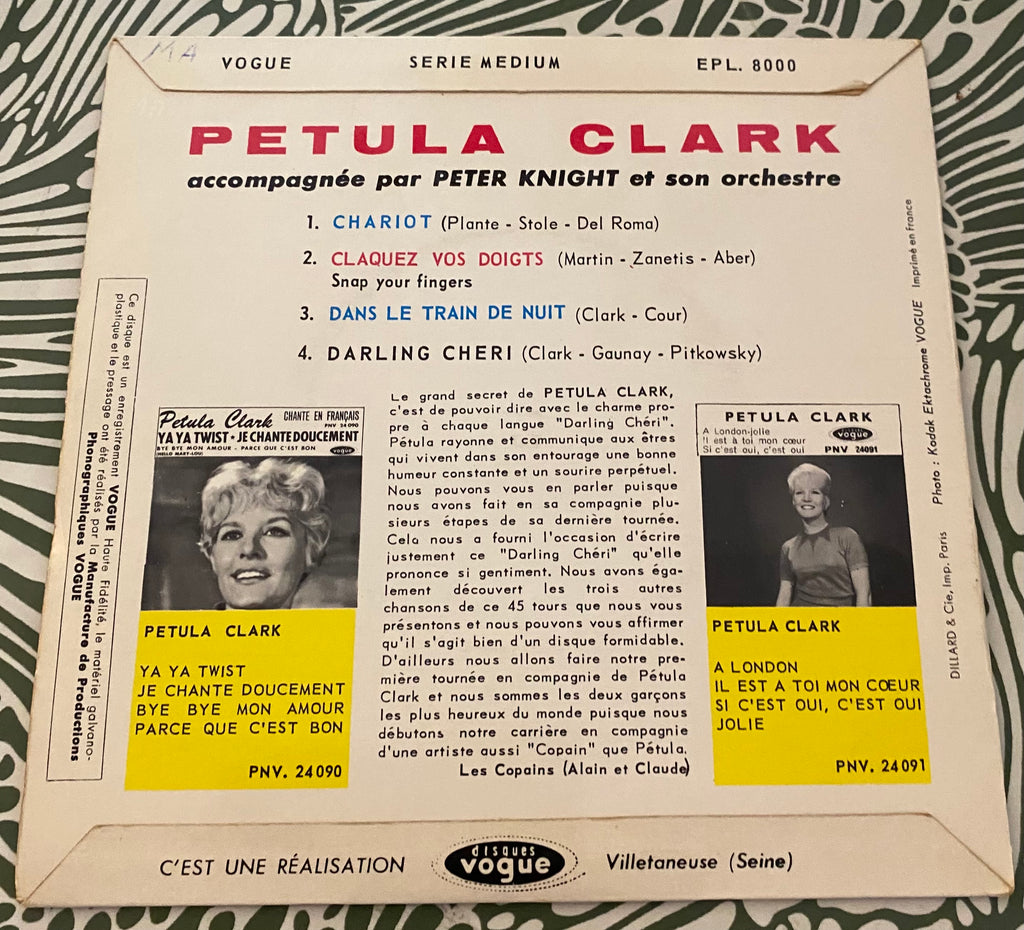 MA
VOGUE SERIE MEDIUM EPL. 8000
PETULA CLARK
accompagnée par PETER KNIGHT et son orchestre
1. CHARIOT (Plante - Stole - Del Roma)
2. CLAQUEZ VOS DOIGTS (Martin - Zanetis - Aber)
Snap your fingers
3. DANS LE TRAIN DE NUIT (Clark - Cour)
4. DARLING CHERI (Clark - Gaunay - Pitkowsky)
Ce disque est un enregistrement VOGUE Haute Fidélité, le matériel galvano-
plastique et le pressage ont été réalisés par la Manufacture de Productions
Phonographiques VOGUE
Petula Clark CHANTE EN FRANÇAIS
PNV 24090
YA YA TWIST • JE CHANTE DOUCEMENT
BYE BYE MON AMOUR - PARCE QUE C'EST BON
(HELLO MARY-LOU)
vogue
PETULA CLARK
YA YA TWIST
JE CHANTE DOUCEMENT
BYE BYE MON AMOUR
PARCE QUE C'EST BON
PNV. 24090
Le grand secret de PETULA CLARK,
c'est de pouvoir dire avec le charme pro-
pre à chaque langue "Darling Chéri".
Pétula rayonne et communique aux êtres
qui vivent dans son entourage une bonne
humeur constante et un sourire perpétuel.
Nous pouvons vous en parler puisque
nous avons fait en sa compagnie plu-
sieurs étapes de sa dernière tournée.
Cela nous a fourni l'occasion d'écrire
justement ce "Darling Chéri" qu'elle
prononce si gentiment. Nous avons éga-
lement découvert les trois autres
chansons de ce 45 tours que nous vous
présentons et nous pouvons vous affirmer
qu'il s'agit bien d'un disque formidable.
D'ailleurs nous allons faire notre pre-
mière tournée en compagnie de Pétula
Clark et nous sommes les deux garçons
les plus heureux du monde puisque nous
débutons notre carrière en compagnie
d'une artiste aussi "Copain" que Pétula.
Les Copains (Alain et Claude)
PETULA CLARK
A London-jolie
Il est à toi mon cœur
Si c'est oui, c'est oui
vogue
PNV 24091
PETULA CLARK
A LONDON
IL EST A TOI MON CŒUR
SI C'EST OUI, C'EST OUI
JOLIE
PNV. 24091
DILLARD & Cie, Imp. Paris Photo : Kodak Ektachrome VOGUE Imprimé en France
C'EST UNE RÉALISATION disques vogue Villetaneuse (Seine)